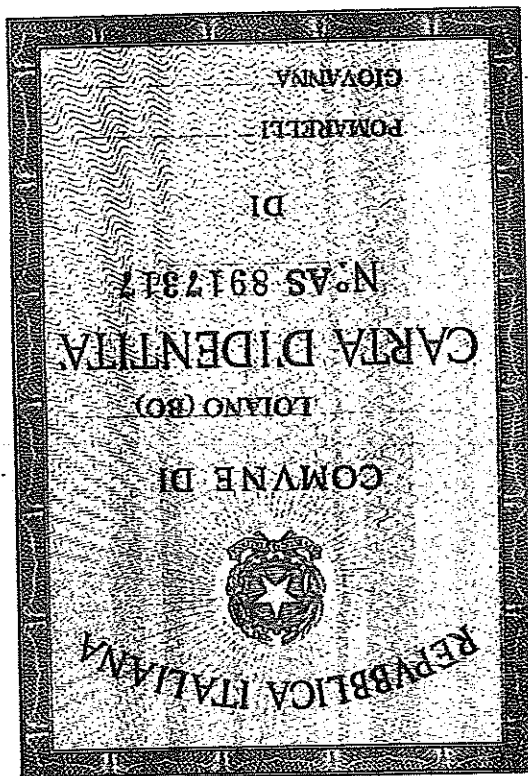 REPVBBLICA ITALIANA
COMVNE DI
LOIANO (BO)
CARTA D'IDENTITA'
N° AS 8917317
DI
POMARELLI
GIOVANNA